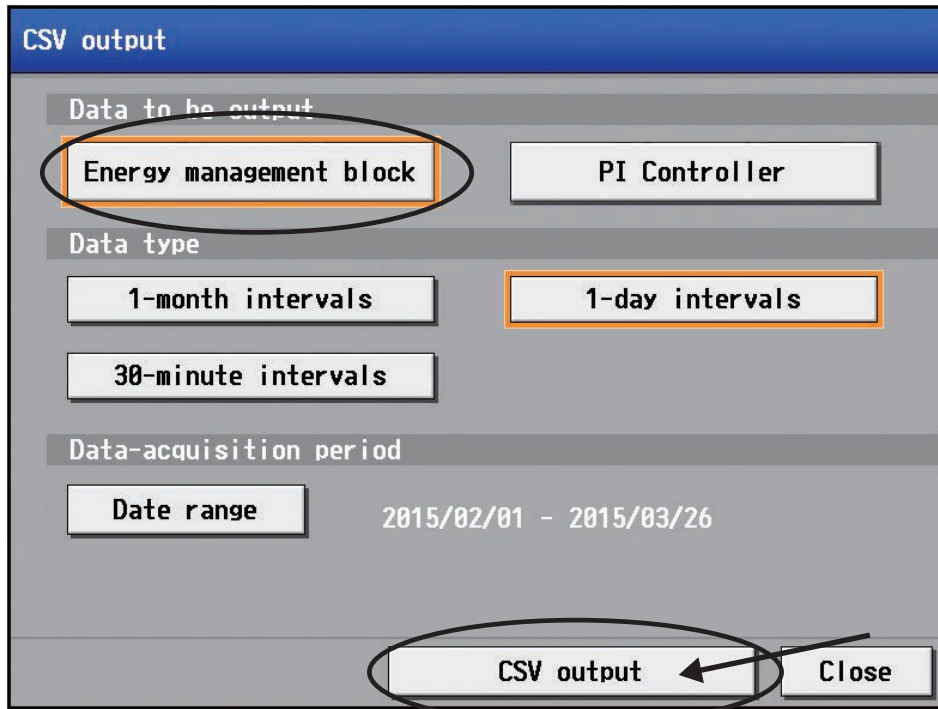 CSV output
Data to be output
Energy management block
PI Controller
Data type
1-month intervals
1-day intervals
30-minute intervals
Data-acquisition period
Date range
2015/02/01 - 2015/03/26
CSV output
Close